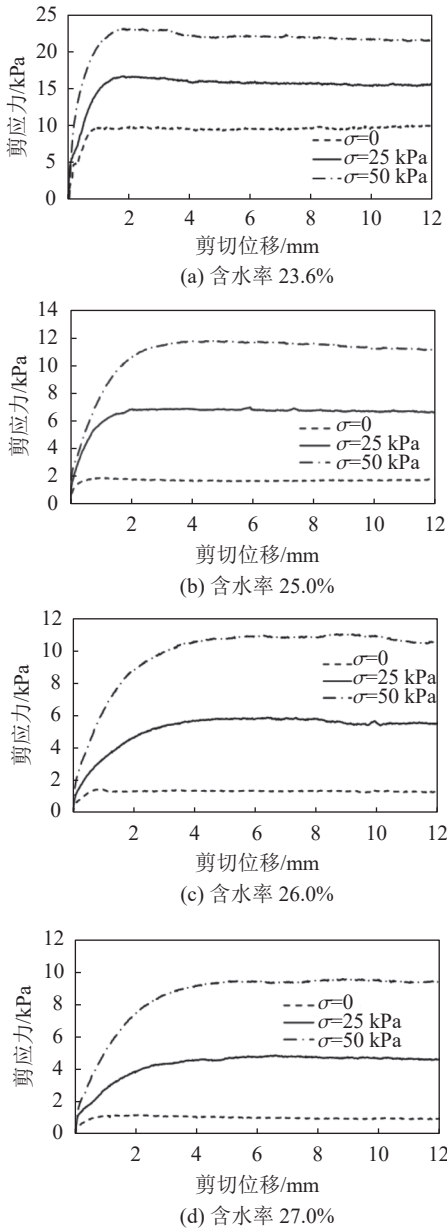 25
20
15
10
5
0
剪应力/kPa
σ=0
σ=25 kPa
σ=50 kPa
2 4 6 8 10 12
剪切位移/mm
(a) 含水率 23.6%
14
12
10
8
6
4
2
0
剪应力/kPa
σ=0
σ=25 kPa
σ=50 kPa
2 4 6 8 10 12
剪切位移/mm
(b) 含水率 25.0%
12
10
8
6
4
2
0
剪应力/kPa
σ=0
σ=25 kPa
σ=50 kPa
2 4 6 8 10 12
剪切位移/mm
(c) 含水率 26.0%
12
10
8
6
4
2
0
剪应力/kPa
σ=0
σ=25 kPa
σ=50 kPa
2 4 6 8 10 12
剪切位移/mm
(d) 含水率 27.0%